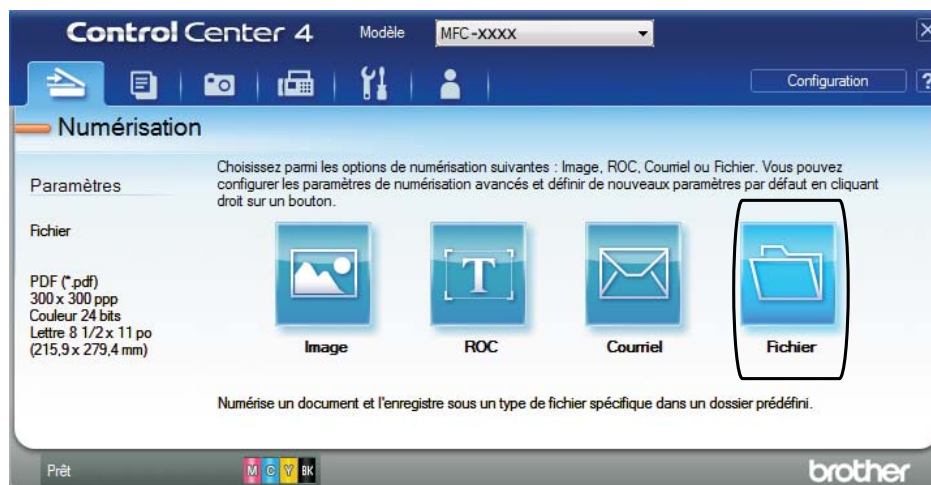 Control Center 4
Modèle
MFC-XXXX
X
Configuration
?
Numérisation
Paramètres
Choisissez parmi les options de numérisation suivantes : Image, ROC, Courriel ou Fichier. Vous pouvez
configurer les paramètres de numérisation avancés et définir de nouveaux paramètres par défaut en cliquant
droit sur un bouton.
Fichier
PDF (*.pdf)
300 x 300 ppp
Couleur 24 bits
Lettre 8 1/2 x 11 po
(215,9 x 279,4 mm)
T
Image
ROC
Courriel
Fichier
Numérise un document et l'enregistre sous un type de fichier spécifique dans un dossier prédéfini.
Prêt
M C Y BK
brother